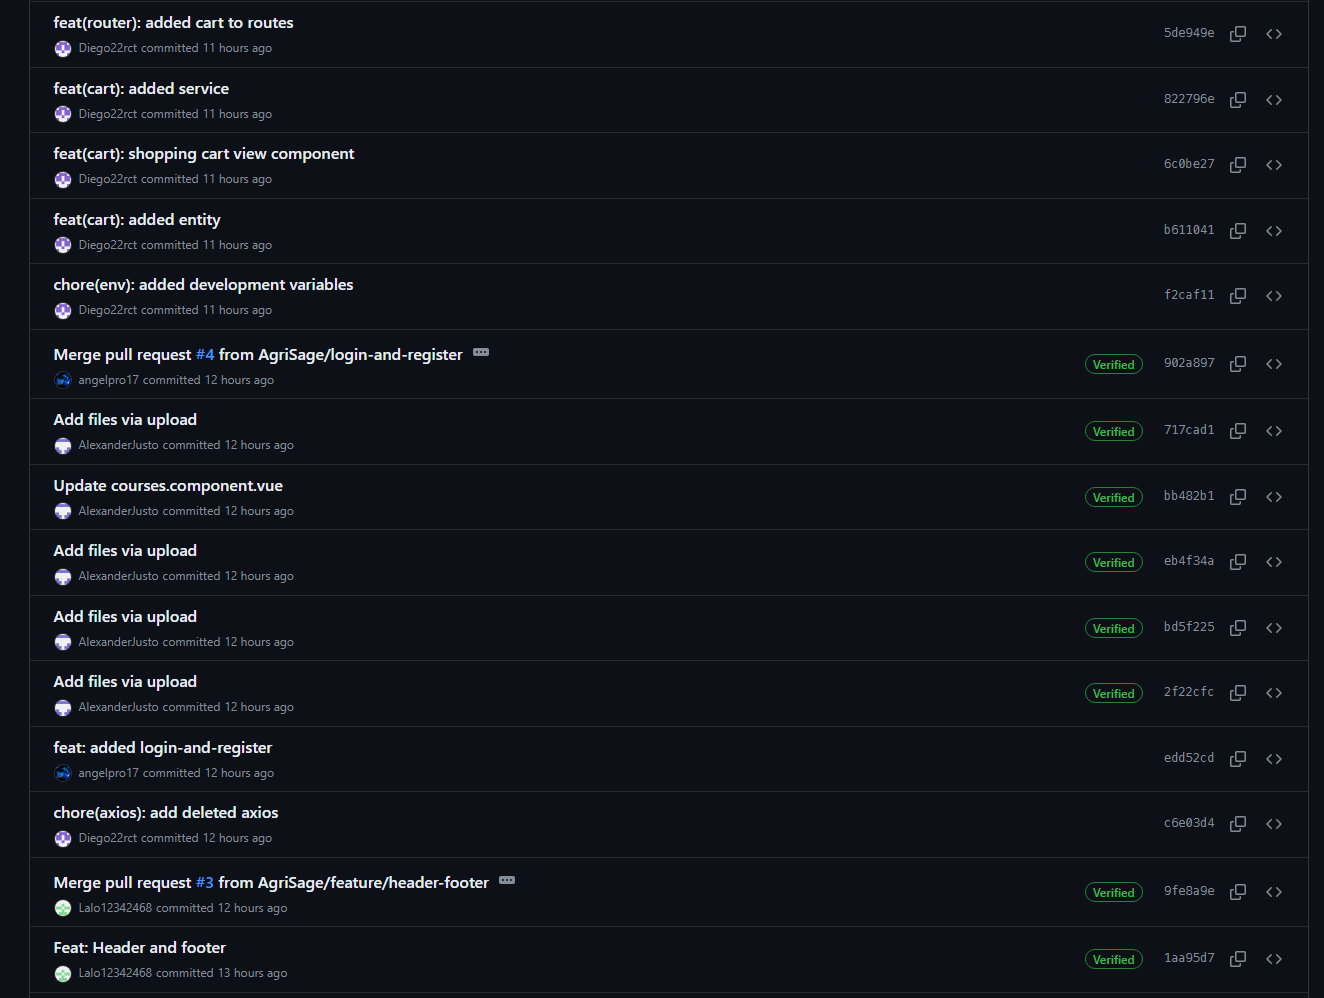 feat(router): added cart to routes
Diego22rct committed 11 hours ago
5de949e
feat(cart): added service
Diego22rct committed 11 hours ago
822796e
feat(cart): shopping cart view component
Diego22rct committed 11 hours ago
6c0be27
feat(cart): added entity
Diego22rct committed 11 hours ago
b611041
chore(env): added development variables
Diego22rct committed 11 hours ago
f2caf11
Merge pull request #4 from AgriSage/login-and-register
angelpro17 committed 12 hours ago
Verified 902a897
Add files via upload
AlexanderJusto committed 12 hours ago
Verified 717cad1
Update courses.component.vue
AlexanderJusto committed 12 hours ago
Verified bb482b1
Add files via upload
AlexanderJusto committed 12 hours ago
Verified eb4f34a
Add files via upload
AlexanderJusto committed 12 hours ago
Verified bd5f225
Add files via upload
AlexanderJusto committed 12 hours ago
Verified 2f22cfc
feat: added login-and-register
angelpro17 committed 12 hours ago
edd52cd
chore(axios): add deleted axios
Diego22rct committed 12 hours ago
c6e03d4
Merge pull request #3 from AgriSage/feature/header-footer
Lalo12342468 committed 12 hours ago
Verified 9fe8a9e
Feat: Header and footer
Lalo12342468 committed 13 hours ago
Verified 1aa95d7